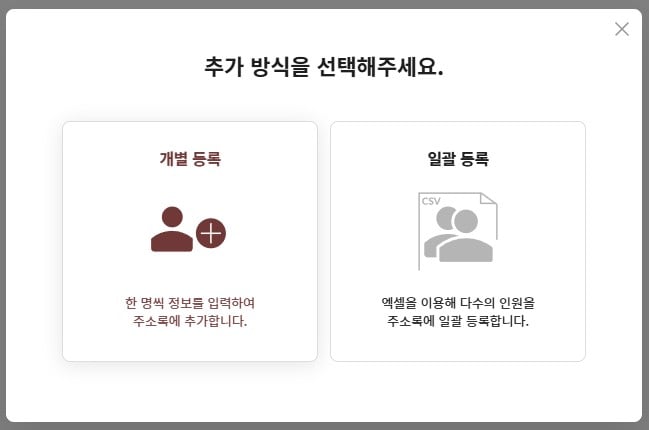 추가 방식을 선택해주세요.
개별 등록
한 명씩 정보를 입력하여
주소록에 추가합니다.
일괄 등록
CSV
엑셀을 이용해 다수의 인원을
주소록에 일괄 등록합니다.